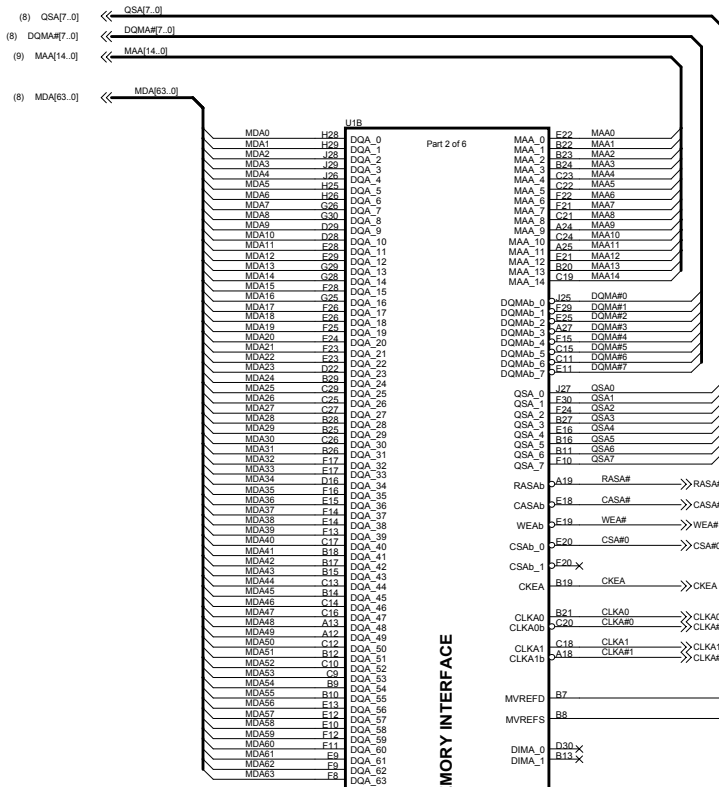 (8) QSA[7..0] QSA[7..0]
(8) DQMA#[7..0] DQMA#[7..0]
(9) MAA[14..0] MAA[14..0]
(8) MDA[63..0] MDA[63..0]
U1B
Part 2 of 6
MDA0 H28 DQA_0
MDA1 H29 DQA_1
MDA2 J28 DQA_2
MDA3 J29 DQA_3
MDA4 J26 DQA_4
MDA5 H25 DQA_5
MDA6 H26 DQA_6
MDA7 G26 DQA_7
MDA8 G30 DQA_8
MDA9 D29 DQA_9
MDA10 D28 DQA_10
MDA11 E28 DQA_11
MDA12 E29 DQA_12
MDA13 G29 DQA_13
MDA14 G28 DQA_14
MDA15 F28 DQA_15
MDA16 G25 DQA_16
MDA17 F26 DQA_17
MDA18 E26 DQA_18
MDA19 F25 DQA_19
MDA20 E24 DQA_20
MDA21 F23 DQA_21
MDA22 E23 DQA_22
MDA23 D22 DQA_23
MDA24 B29 DQA_24
MDA25 C29 DQA_25
MDA26 C25 DQA_26
MDA27 C27 DQA_27
MDA28 B28 DQA_28
MDA29 B25 DQA_29
MDA30 C26 DQA_30
MDA31 B26 DQA_31
MDA32 F17 DQA_32
MDA33 E17 DQA_33
MDA34 D16 DQA_34
MDA35 F16 DQA_35
MDA36 E15 DQA_36
MDA37 F14 DQA_37
MDA38 E14 DQA_38
MDA39 F13 DQA_39
MDA40 C17 DQA_40
MDA41 B18 DQA_41
MDA42 B17 DQA_42
MDA43 B15 DQA_43
MDA44 C13 DQA_44
MDA45 B14 DQA_45
MDA46 C14 DQA_46
MDA47 C16 DQA_47
MDA48 A13 DQA_48
MDA49 A12 DQA_49
MDA50 C12 DQA_50
MDA51 B12 DQA_51
MDA52 C10 DQA_52
MDA53 C9 DQA_53
MDA54 B9 DQA_54
MDA55 B10 DQA_55
MDA56 E13 DQA_56
MDA57 E12 DQA_57
MDA58 E10 DQA_58
MDA59 F12 DQA_59
MDA60 F11 DQA_60
MDA61 E9 DQA_61
MDA62 F9 DQA_62
MDA63 F8 DQA_63
MORY INTERFACE
MAA_0 E22 MAA0
MAA_1 B22 MAA1
MAA_2 B23 MAA2
MAA_3 B24 MAA3
MAA_4 C23 MAA4
MAA_5 C22 MAA5
MAA_6 F22 MAA6
MAA_7 F21 MAA7
MAA_8 C21 MAA8
MAA_9 A24 MAA9
MAA_10 C24 MAA10
MAA_11 A25 MAA11
MAA_12 E21 MAA12
MAA_13 B20 MAA13
MAA_14 C19 MAA14
DQMAb_0 J25 DQMA#0
DQMAb_1 F29 DQMA#1
DQMAb_2 E25 DQMA#2
DQMAb_3 A27 DQMA#3
DQMAb_4 F15 DQMA#4
DQMAb_5 C15 DQMA#5
DQMAb_6 C11 DQMA#6
DQMAb_7 E11 DQMA#7
QSA_0 J27 QSA0
QSA_1 F30 QSA1
QSA_2 F24 QSA2
QSA_3 B27 QSA3
QSA_4 E16 QSA4
QSA_5 B16 QSA5
QSA_6 B11 QSA6
QSA_7 F10 QSA7
RASAb A19 RASA# RASA#
CASAb E18 CASA# CASA#
WEAb E19 WEA# WEA#
CSAb_0 E20 CSA#0 CSA#0
CSAb_1 F20
CKEA B19 CKEA CKEA
CLKA0 B21 CLKA0 CLKA0
CLKA0b C20 CLKA#0 CLKA#
CLKA1 C18 CLKA1 CLKA1
CLKA1b A18 CLKA#1 CLKA#
MVREFD B7
MVREFS B8
DIMA_0 D30
DIMA_1 B13